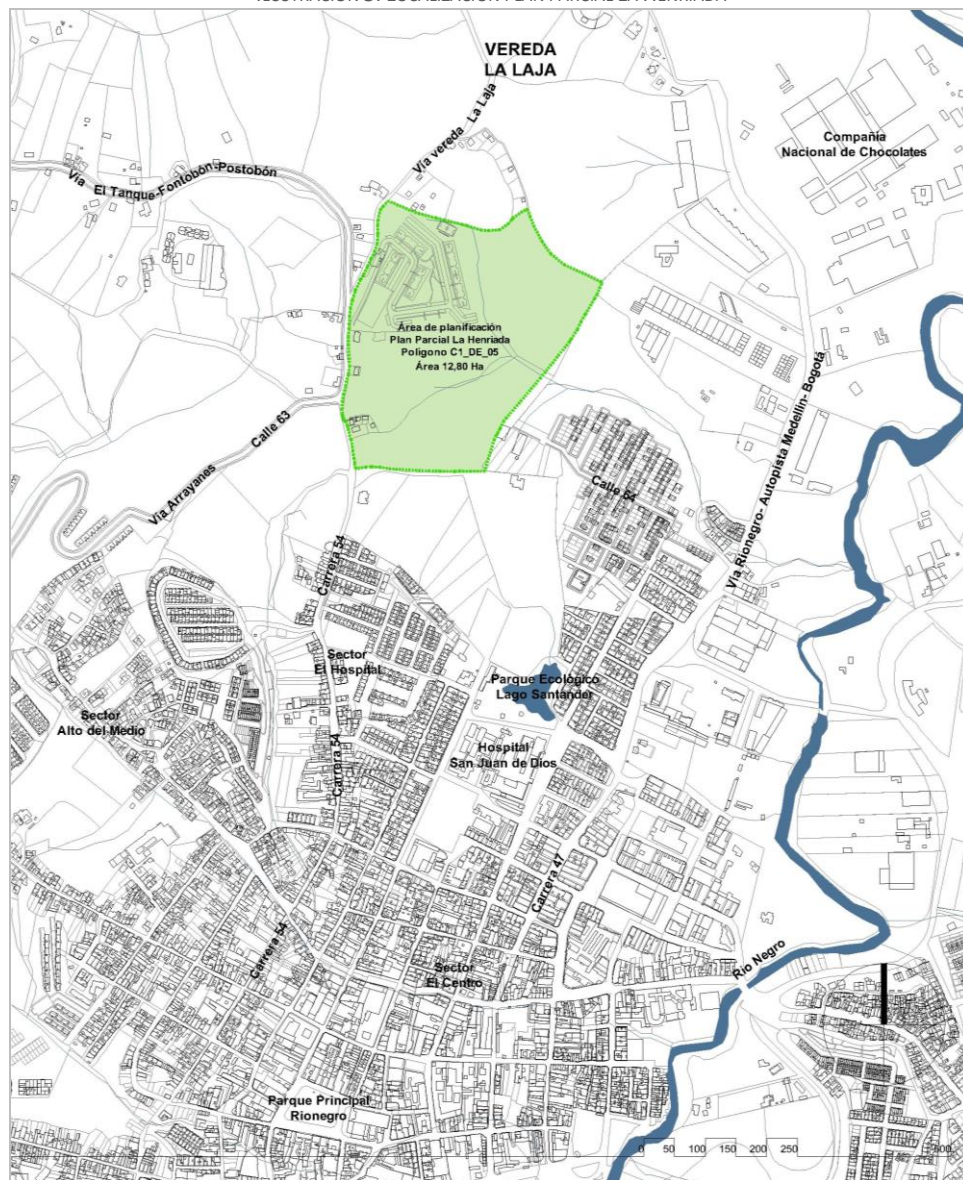 VEREDA
LA LAJA
Vía vereda La Laja
Compañia
Nacional de Chocolates
Vía El Tanque-Fontobón-Postobón
Área de planificación
Plan Parcial La Henriada
Polígono C1_DE_05
Área 12,80 Ha
Vía Rionegro- Autopista Medellín- Bogotá
Calle 63
Vía Arrayanes
Calle 54
Carrera 54
Sector
El Hospital
Parque Ecológico
Lago Santander
Sector
Alto del Medio
Carrera 54
Hospital
San Juan de Dios
Carrera 47
Carrera 54
Sector
El Centro
Río Negro
Parque Principal
Rionegro
0 50 100 150 200 250